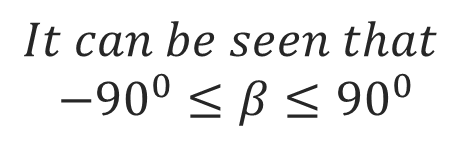 It can be seen that
−90⁰ ≤ β ≤ 90⁰